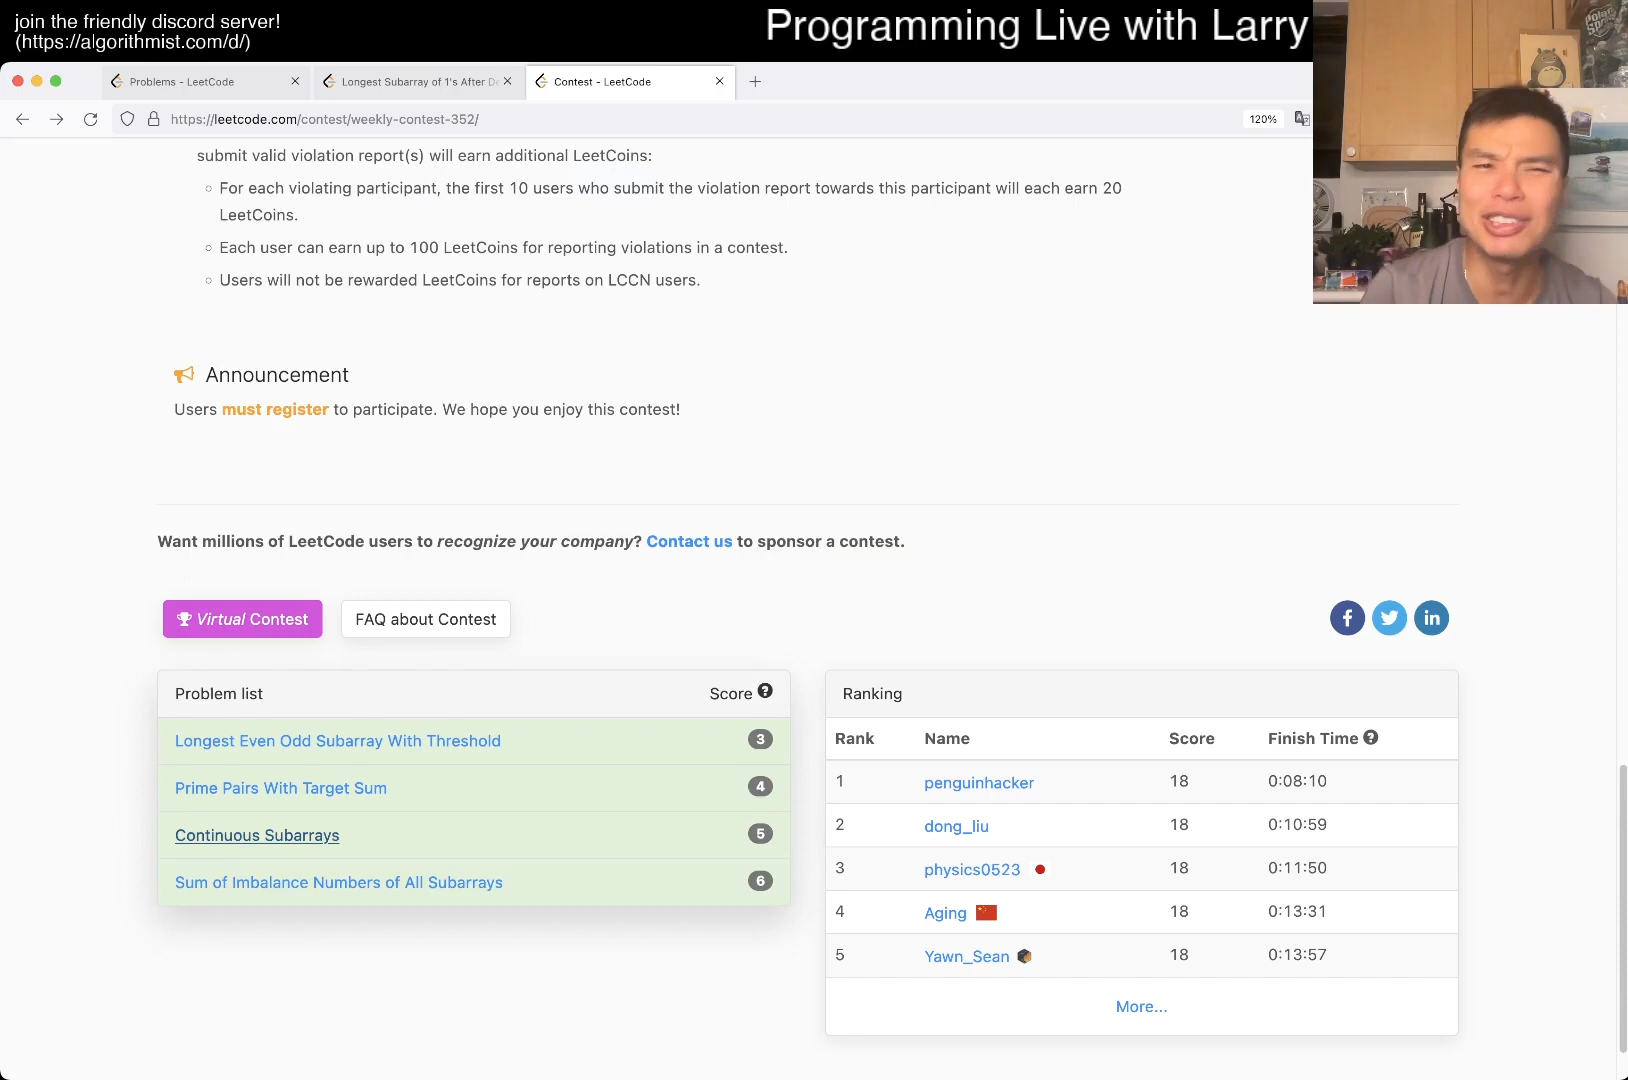 join the friendly discord server!
(https://algorithmist.com/d/)
Programming Live with Larry
Problems - LeetCode
Longest Subarray of 1's After De
Contest - LeetCode
https://leetcode.com/contest/weekly-contest-352/
120%
submit valid violation report(s) will earn additional LeetCoins:
For each violating participant, the first 10 users who submit the violation report towards this participant will each earn 20
LeetCoins.
Each user can earn up to 100 LeetCoins for reporting violations in a contest.
Users will not be rewarded LeetCoins for reports on LCCN users.
Announcement
Users must register to participate. We hope you enjoy this contest!
Want millions of LeetCode users to recognize your company? Contact us to sponsor a contest.
Virtual Contest
FAQ about Contest
Problem list Score
Longest Even Odd Subarray With Threshold 3
Prime Pairs With Target Sum 4
Continuous Subarrays 5
Sum of Imbalance Numbers of All Subarrays 6
Ranking
Rank Name Score Finish Time
1 penguinhacker 18 0:08:10
2 dong_liu 18 0:10:59
3 physics0523 18 0:11:50
4 Aging 18 0:13:31
5 Yawn_Sean 18 0:13:57
More...